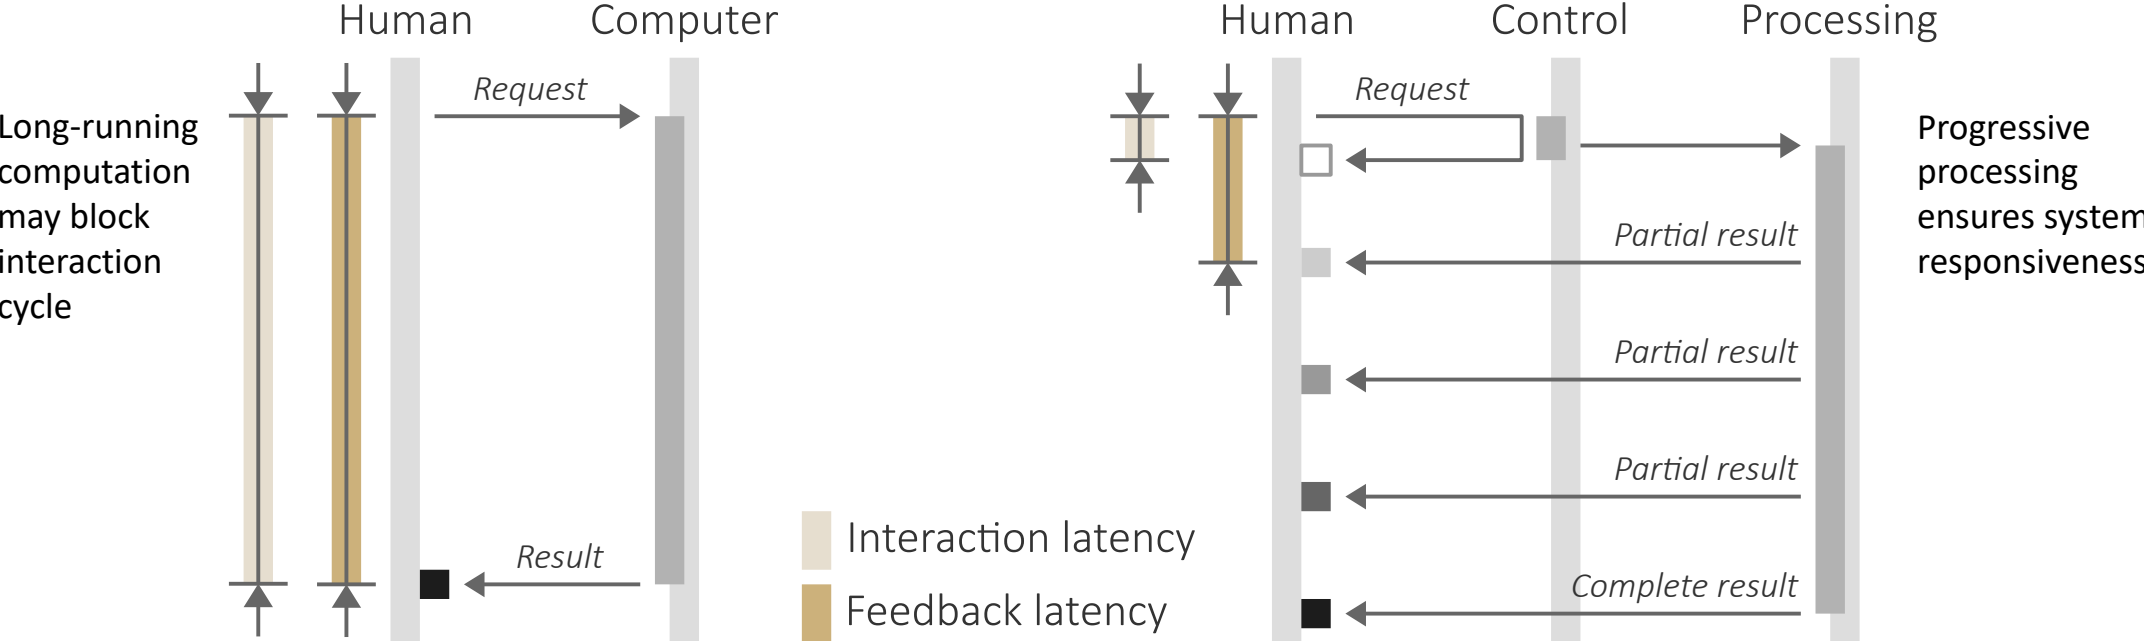 Human
Computer
Human
Control
Processing
Long-running
computation
may block
interaction
cycle
Request
Result
Interaction latency
Feedback latency
Request
Partial result
Partial result
Partial result
Complete result
Progressive
processing
ensures system
responsiveness